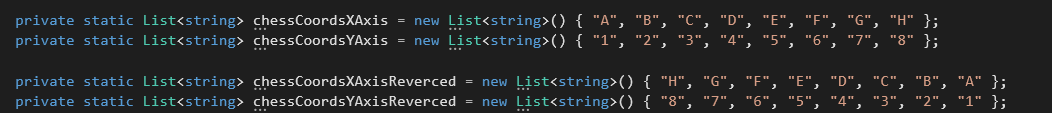 private static List<string> chessCoordsXAxis = new List<string>() { "A", "B", "C", "D", "E", "F", "G", "H" };
private static List<string> chessCoordsYAxis = new List<string>() { "1", "2", "3", "4", "5", "6", "7", "8" };
private static List<string> chessCoordsXAxisReverced = new List<string>() { "H", "G", "F", "E", "D", "C", "B", "A" };
private static List<string> chessCoordsYAxisReverced = new List<string>() { "8", "7", "6", "5", "4", "3", "2", "1" };